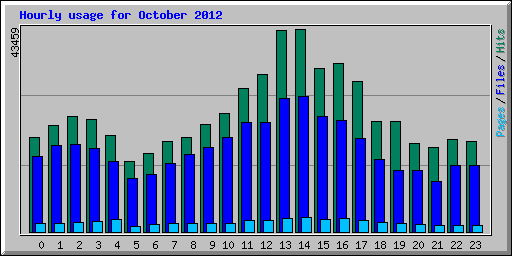 Hourly usage for October 2012
43459
Pages / Files / Hits
0 1 2 3 4 5 6 7 8 9 10 11 12 13 14 15 16 17 18 19 20 21 22 23